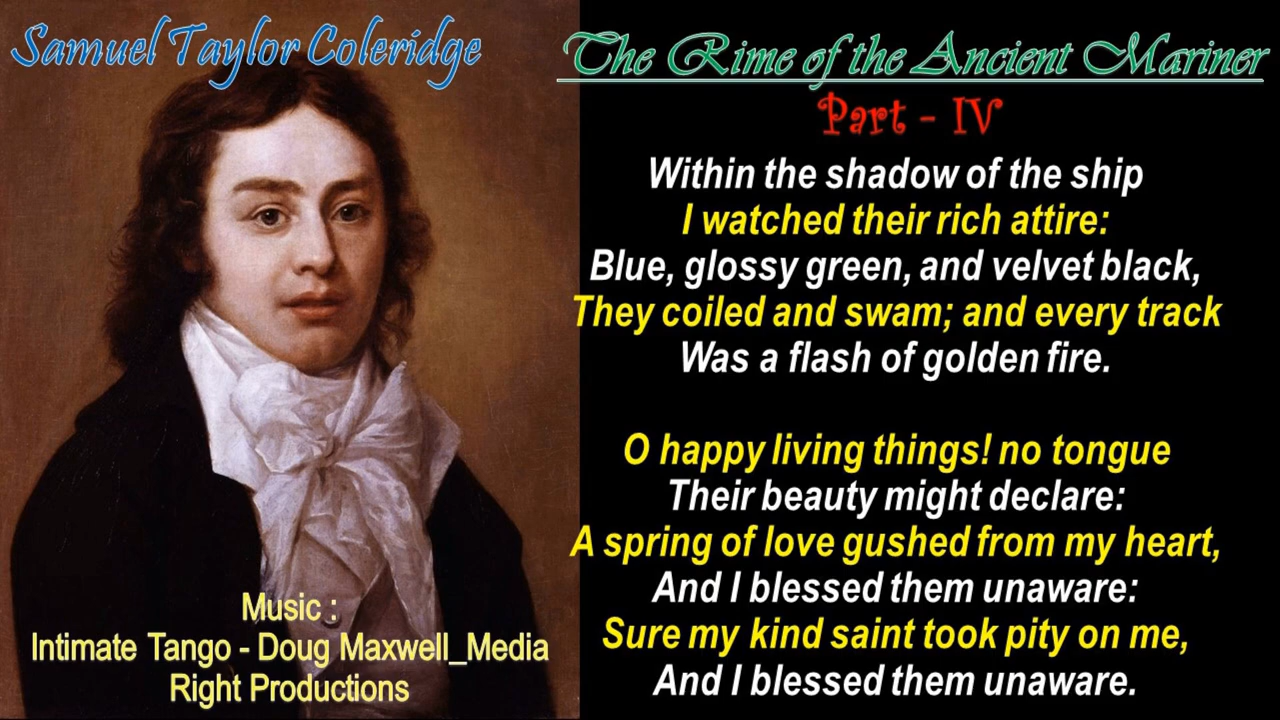 Samuel Taylor Coleridge
The Rime of the Ancient Mariner
Part - IV
Within the shadow of the ship
I watched their rich attire:
Blue, glossy green, and velvet black,
They coiled and swam; and every track
Was a flash of golden fire.
O happy living things! no tongue
Their beauty might declare:
A spring of love gushed from my heart,
And I blessed them unaware:
Sure my kind saint took pity on me,
And I blessed them unaware.
Music :
Intimate Tango - Doug Maxwell_Media
Right Productions